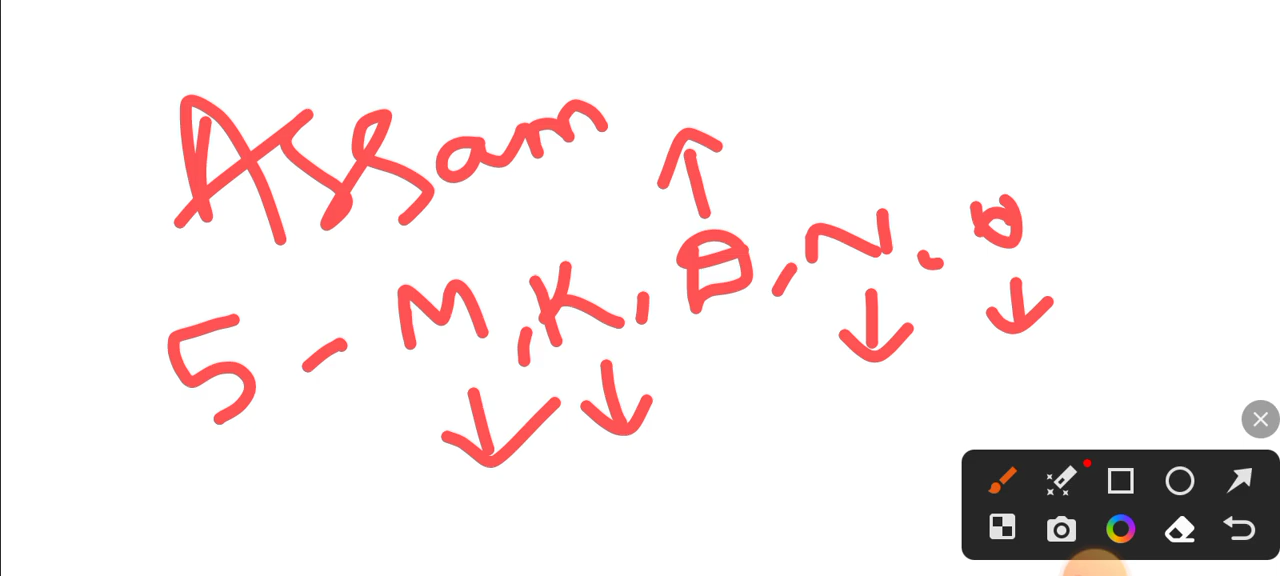 Assam
5 - M, K, B, N. O